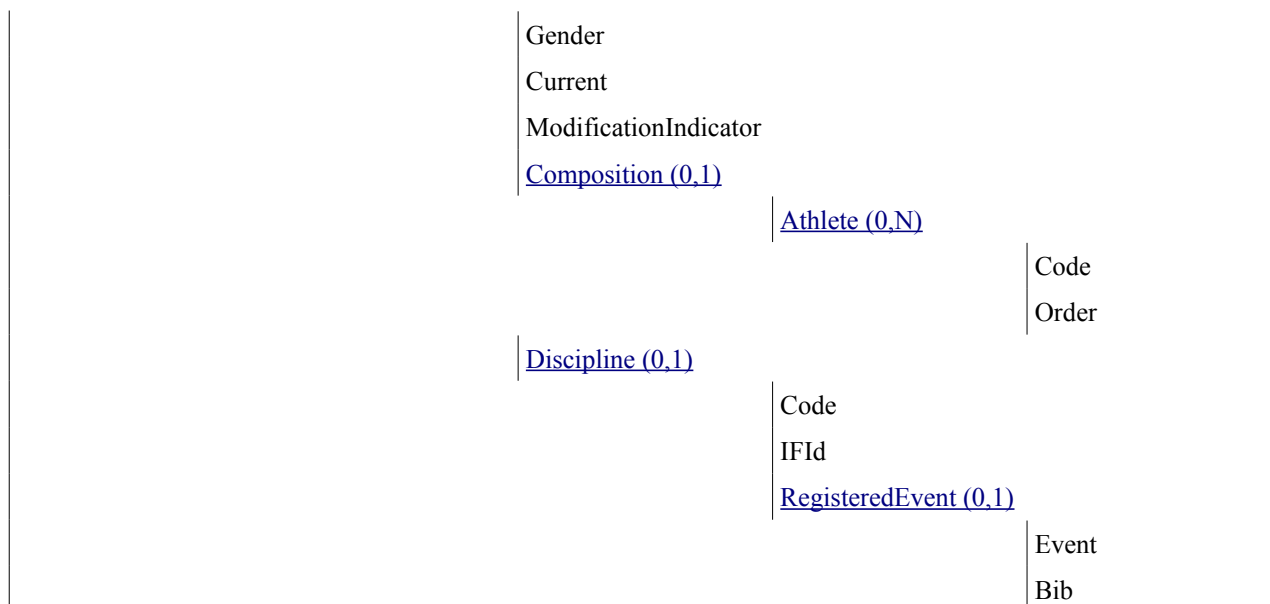 Gender
Current
ModificationIndicator
Composition (0,1)
Athlete (0,N)
Code
Order
Discipline (0,1)
Code
IFId
RegisteredEvent (0,1)
Event
Bib